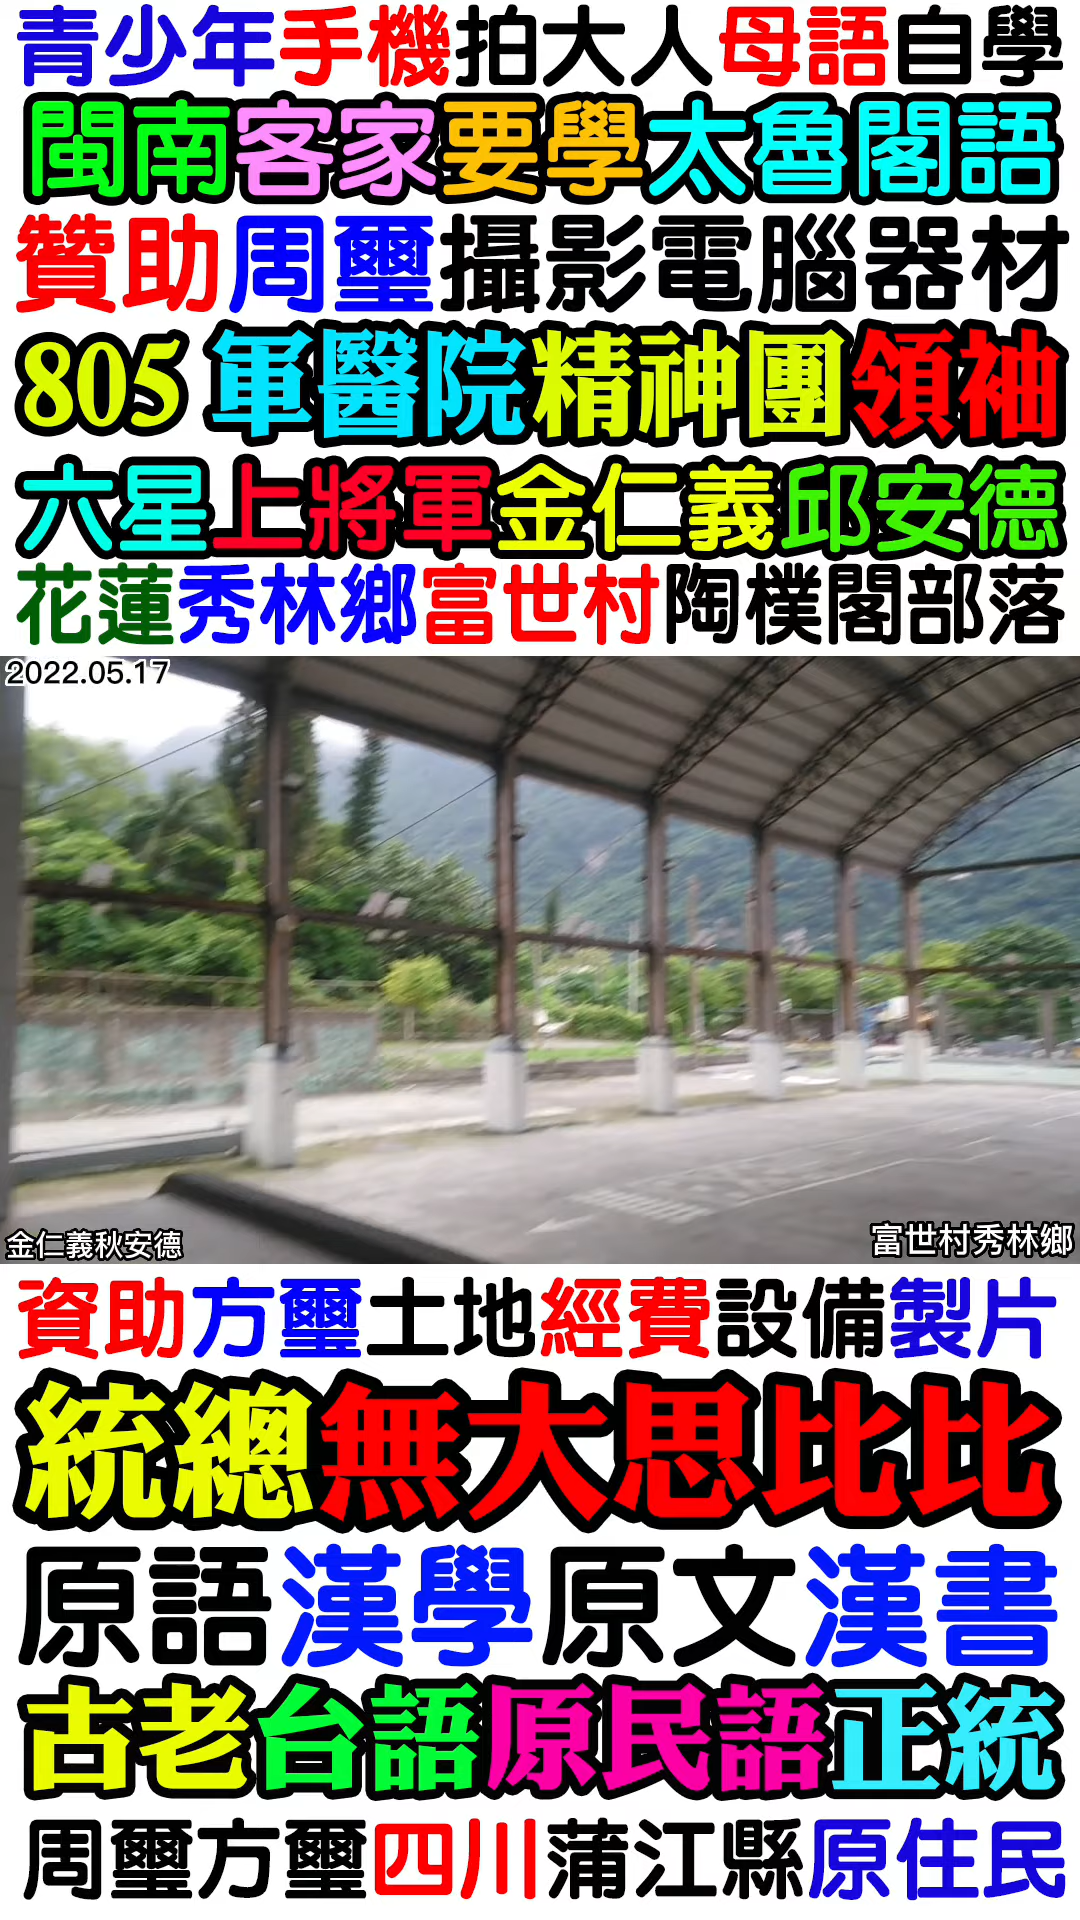 青少年手機拍大人母語自學
閩南客家要學太魯閣語
贊助周璽攝影電腦器材
805 軍醫院精神團領袖
六星上將軍金仁義邱安德
花蓮秀林鄉富世村陶樸閣部落
2022.05.17
金仁義秋安德
富世村秀林鄉
資助方璽土地經費設備製片
統總無大思比比
原語漢學原文漢書
古老台語原民語正統
周璽方璽四川蒲江縣原住民